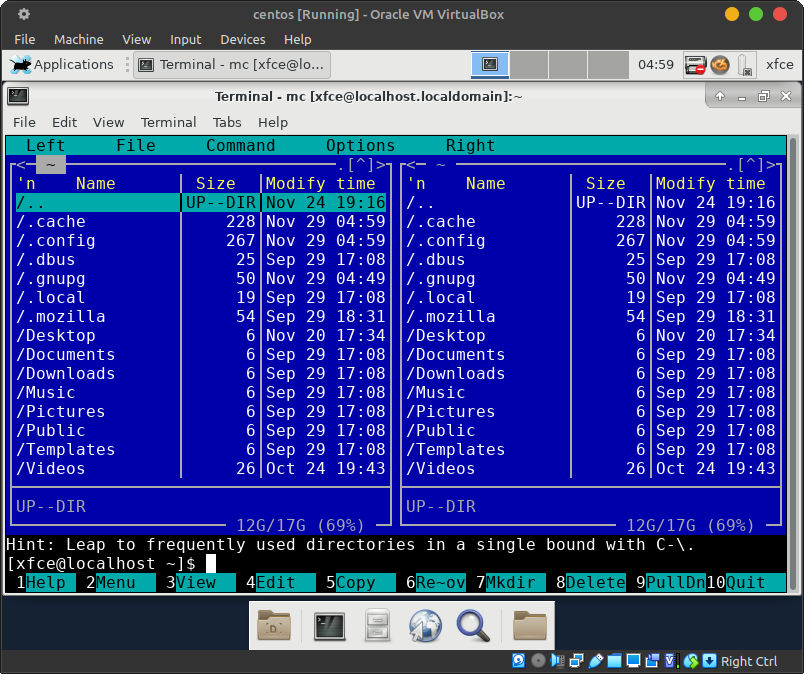 centos [Running] - Oracle VM VirtualBox
File Machine View Input Devices Help
Applications Terminal - mc [xfce@lo... 04:59 xfce
Terminal - mc [xfce@localhost.localdomain]:~
File Edit View Terminal Tabs Help
Left File Command Options Right
<─ ~ .[^]> <─ ~ .[^]>
'n Name Size Modify time 'n Name Size Modify time
/.. UP--DIR Nov 24 19:16 /.. UP--DIR Nov 24 19:16
/.cache 228 Nov 29 04:59 /.cache 228 Nov 29 04:59
/.config 267 Nov 29 04:59 /.config 267 Nov 29 04:59
/.dbus 25 Sep 29 17:08 /.dbus 25 Sep 29 17:08
/.gnupg 50 Nov 29 04:49 /.gnupg 50 Nov 29 04:49
/.local 19 Sep 29 17:08 /.local 19 Sep 29 17:08
/.mozilla 54 Sep 29 18:31 /.mozilla 54 Sep 29 18:31
/Desktop 6 Nov 20 17:34 /Desktop 6 Nov 20 17:34
/Documents 6 Sep 29 17:08 /Documents 6 Sep 29 17:08
/Downloads 6 Sep 29 17:08 /Downloads 6 Sep 29 17:08
/Music 6 Sep 29 17:08 /Music 6 Sep 29 17:08
/Pictures 6 Sep 29 17:08 /Pictures 6 Sep 29 17:08
/Public 6 Sep 29 17:08 /Public 6 Sep 29 17:08
/Templates 6 Sep 29 17:08 /Templates 6 Sep 29 17:08
/Videos 26 Oct 24 19:43 /Videos 26 Oct 24 19:43
UP--DIR UP--DIR
12G/17G (69%) 12G/17G (69%)
Hint: Leap to frequently used directories in a single bound with C-\.
[xfce@localhost ~]$
1Help 2Menu 3View 4Edit 5Copy 6Re~ov 7Mkdir 8Delete 9PullDn 10Quit
Right Ctrl